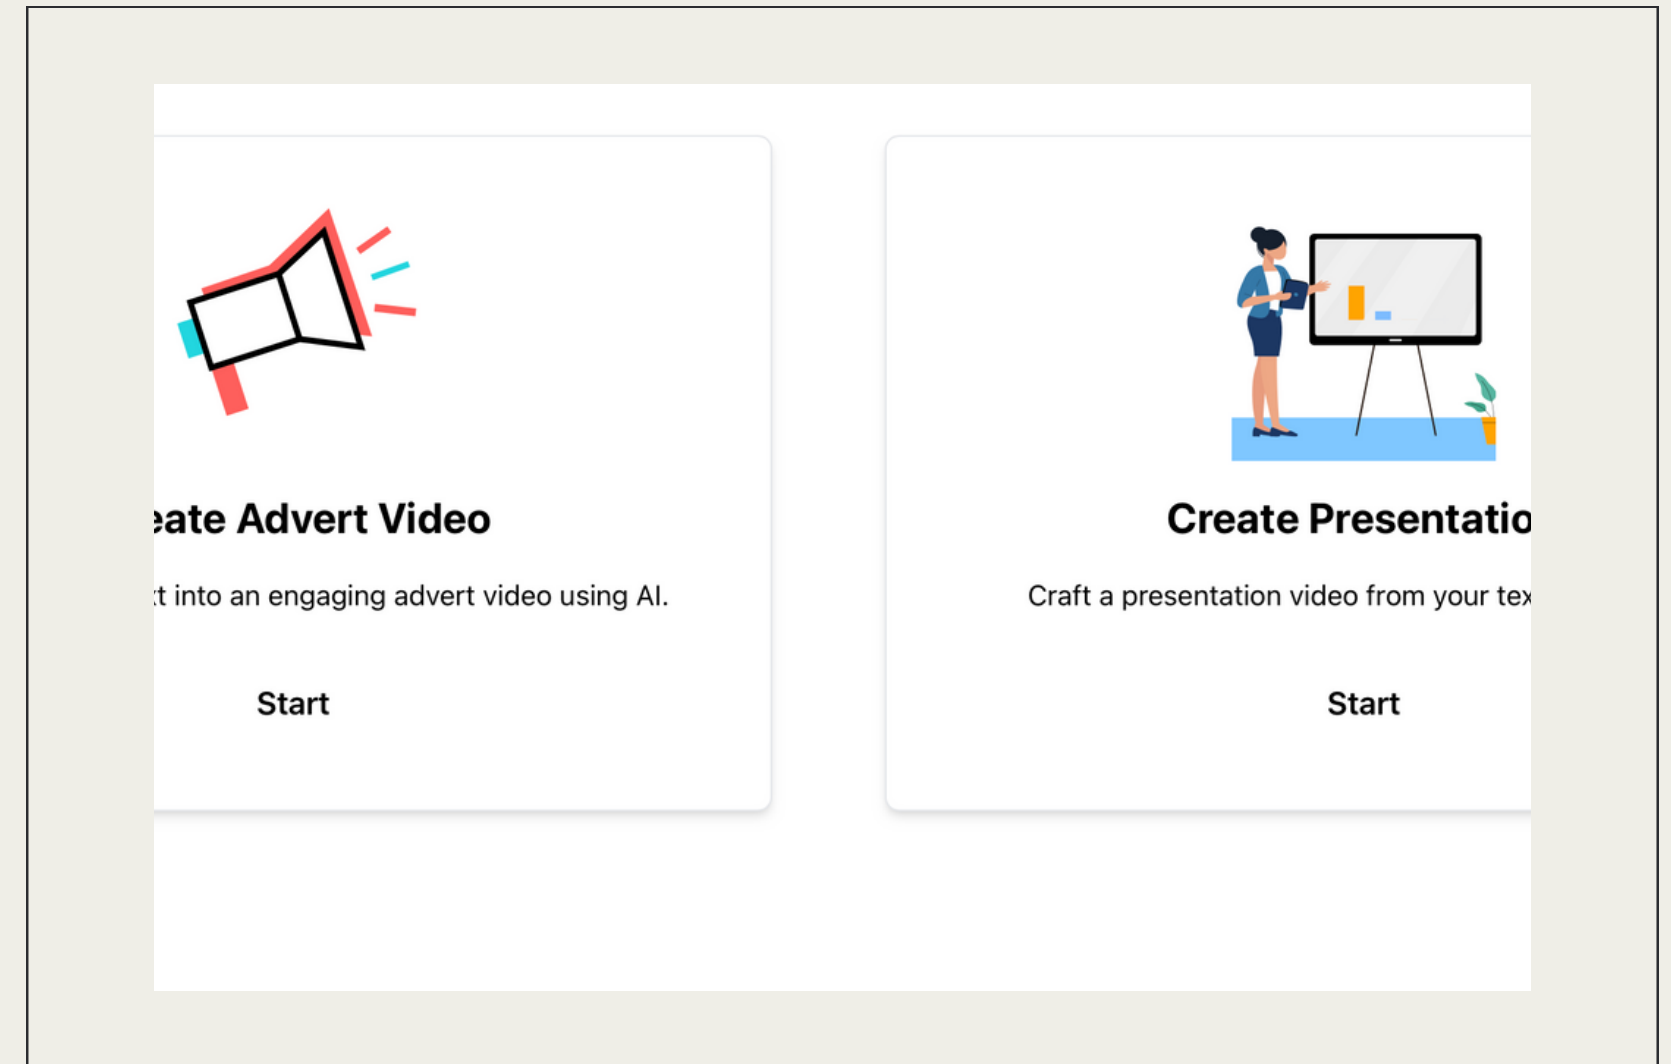 eate Advert Video
t into an engaging advert video using AI.
Start
Create Presentatio
Craft a presentation video from your tex
Start